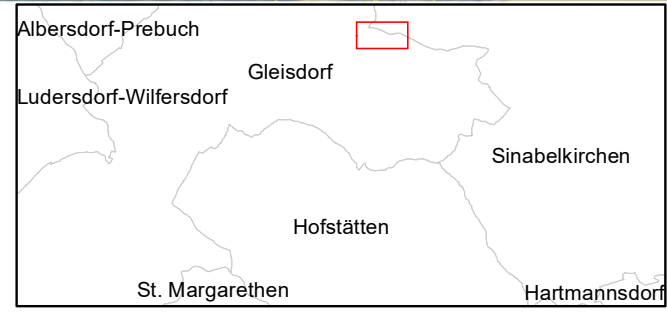 Albersdorf-Prebuch
Gleisdorf
Ludersdorf-Wilfersdorf
Sinabelkirchen
Hofstätten
St. Margarethen
Hartmannsdorf